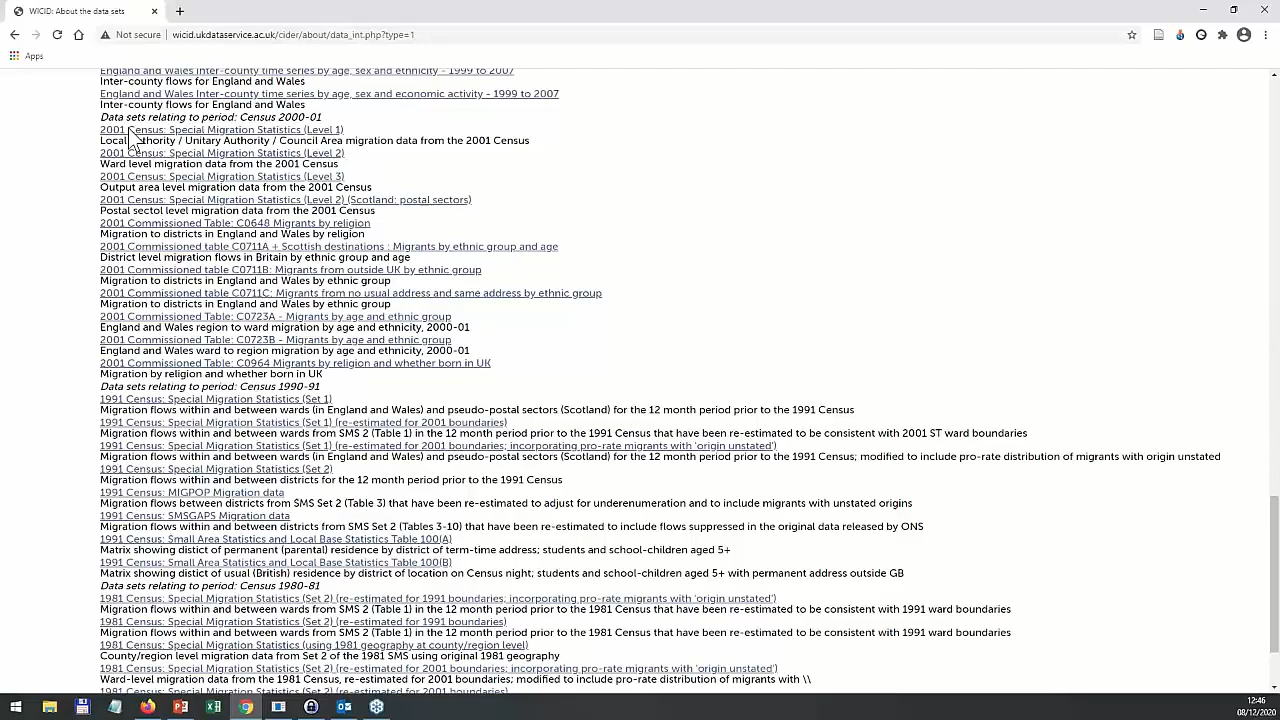 WICID: About the data sets
Not secure | wicid.ukdataservice.ac.uk/cider/about/data_int.php?type=1
Apps
England and Wales Inter-county time series by age, sex and ethnicity - 1999 to 2007
Inter-county flows for England and Wales
England and Wales Inter-county time series by age, sex and economic activity - 1999 to 2007
Inter-county flows for England and Wales
Data sets relating to period: Census 2000-01
2001 Census: Special Migration Statistics (Level 1)
Local Authority / Unitary Authority / Council Area migration data from the 2001 Census
2001 Census: Special Migration Statistics (Level 2)
Ward level migration data from the 2001 Census
2001 Census: Special Migration Statistics (Level 3)
Output area level migration data from the 2001 Census
2001 Census: Special Migration Statistics (Level 2) (Scotland: postal sectors)
Postal sectol level migration data from the 2001 Census
2001 Commissioned Table: C0648 Migrants by religion
Migration to districts in England and Wales by religion
2001 Commissioned table C0711A + Scottish destinations : Migrants by ethnic group and age
District level migration flows in Britain by ethnic group and age
2001 Commissioned table C0711B: Migrants from outside UK by ethnic group
Migration to districts in England and Wales by ethnic group
2001 Commissioned table C0711C: Migrants from no usual address and same address by ethnic group
Migration to districts in England and Wales by ethnic group
2001 Commissioned Table: C0723A - Migrants by age and ethnic group
England and Wales region to ward migration by age and ethnicity, 2000-01
2001 Commissioned Table: C0723B - Migrants by age and ethnic group
England and Wales ward to region migration by age and ethnicity, 2000-01
2001 Commissioned Table: C0964 Migrants by religion and whether born in UK
Migration by religion and whether born in UK
Data sets relating to period: Census 1990-91
1991 Census: Special Migration Statistics (Set 1)
Migration flows within and between wards (in England and Wales) and pseudo-postal sectors (Scotland) for the 12 month period prior to the 1991 Census
1991 Census: Special Migration Statistics (Set 1) (re-estimated for 2001 boundaries)
Migration flows within and between wards from SMS 2 (Table 1) in the 12 month period prior to the 1991 Census that have been re-estimated to be consistent with 2001 ST ward boundaries
1991 Census: Special Migration Statistics (Set 1) (re-estimated for 2001 boundaries; incorporating pro-rate migrants with 'origin unstated')
Migration flows within and between wards (in England and Wales) and pseudo-postal sectors (Scotland) for the 12 month period prior to the 1991 Census; modified to include pro-rate distribution of migrants with origin unstated
1991 Census: Special Migration Statistics (Set 2)
Migration flows within and between districts for the 12 month period prior to the 1991 Census
1991 Census: MIGPOP Migration data
Migration flows between districts from SMS Set 2 (Table 3) that have been re-estimated to adjust for underenumeration and to include migrants with unstated origins
1991 Census: SMSGAPS Migration data
Migration flows within and between districts from SMS Set 2 (Tables 3-10) that have been re-estimated to include flows suppressed in the original data released by ONS
1991 Census: Small Area Statistics and Local Base Statistics Table 100(A)
Matrix showing distict of permanent (parental) residence by district of term-time address; students and school-children aged 5+
1991 Census: Small Area Statistics and Local Base Statistics Table 100(B)
Matrix showing distict of usual (British) residence by district of location on Census night; students and school-children aged 5+ with permanent address outside GB
Data sets relating to period: Census 1980-81
1981 Census: Special Migration Statistics (Set 2) (re-estimated for 1991 boundaries; incorporating pro-rate migrants with 'origin unstated')
Migration flows within and between wards from SMS 2 (Table 1) in the 12 month period prior to the 1981 Census that have been re-estimated to be consistent with 1991 ward boundaries
1981 Census: Special Migration Statistics (Set 2) (re-estimated for 1991 boundaries)
Migration flows within and between wards from SMS 2 (Table 1) in the 12 month period prior to the 1981 Census that have been re-estimated to be consistent with 1991 ward boundaries
1981 Census: Special Migration Statistics (using 1981 geography at county/region level)
County/region level migration data from Set 2 of the 1981 SMS using original 1981 geography
1981 Census: Special Migration Statistics (Set 2) (re-estimated for 2001 boundaries; incorporating pro-rate migrants with 'origin unstated')
Ward-level migration data from the 1981 Census, re-estimated for 2001 boundaries; modified to include pro-rate distribution of migrants with \\
1981 Census: Special Migration Statistics (Set 2) (re-estimated for 2001 boundaries)
12:46
08/12/2020